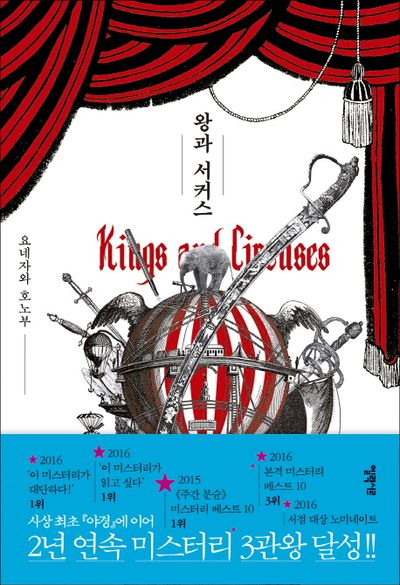 왕과 서커스
Kings and Circuses
요네자와 호노부
엘릭시르
★ 2016
'이 미스터리가
대단하다!'
1위
★ 2016
'이 미스터리가
읽고 싶다'
1위
★ 2015
《주간 분슌》
미스터리 베스트 10
1위
★ 2016
본격 미스터리
베스트 10
3위
★ 2016
서점 대상 노미네이트
사상 최초 『야경』에 이어
2년 연속 미스터리 3관왕 달성!!